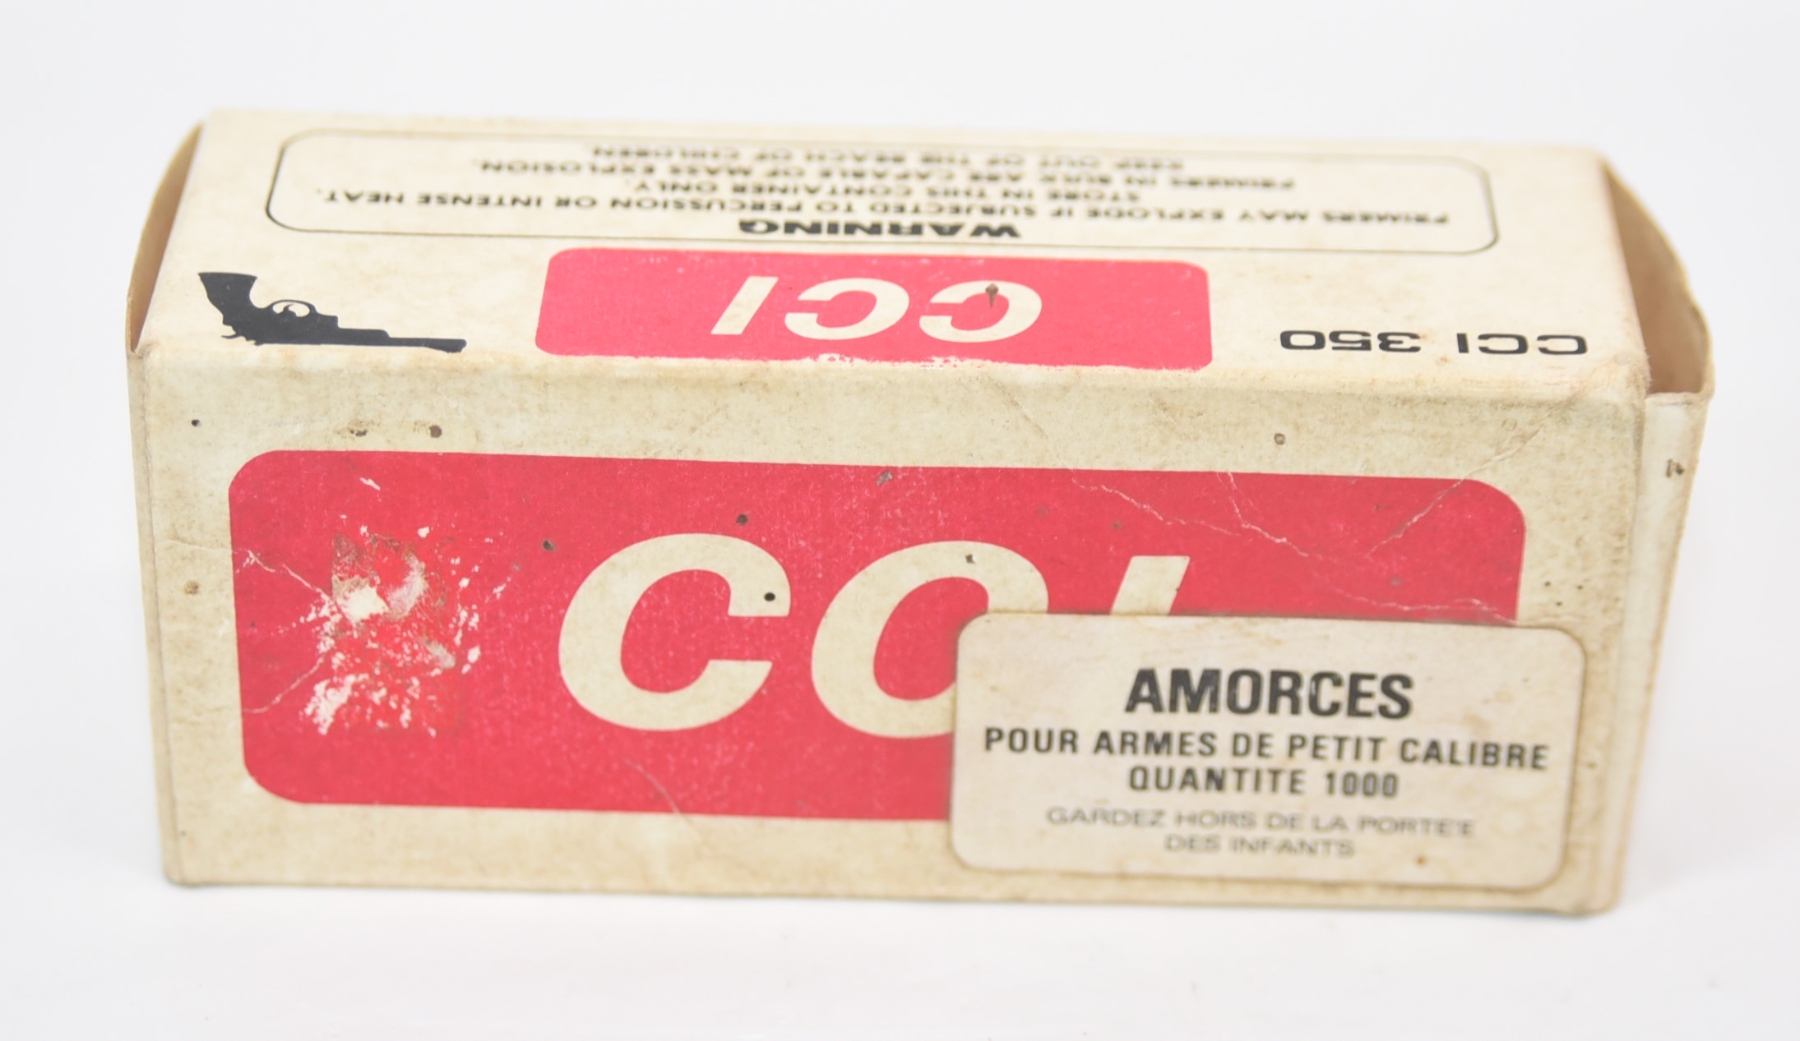 WARNING
PRIMERS MAY EXPLODE IF SUBJECTED TO PERCUSSION OR INTENSE HEAT.
STORE IN THIS CONTAINER ONLY.
PRIMERS IN BULK ARE CAPABLE OF MASS EXPLOSION.
KEEP OUT OF THE REACH OF CHILDREN.
CCI
CCI 350
CCI
AMORCES
POUR ARMES DE PETIT CALIBRE
QUANTITE 1000
GARDEZ HORS DE LA PORTE'E
DES INFANTS